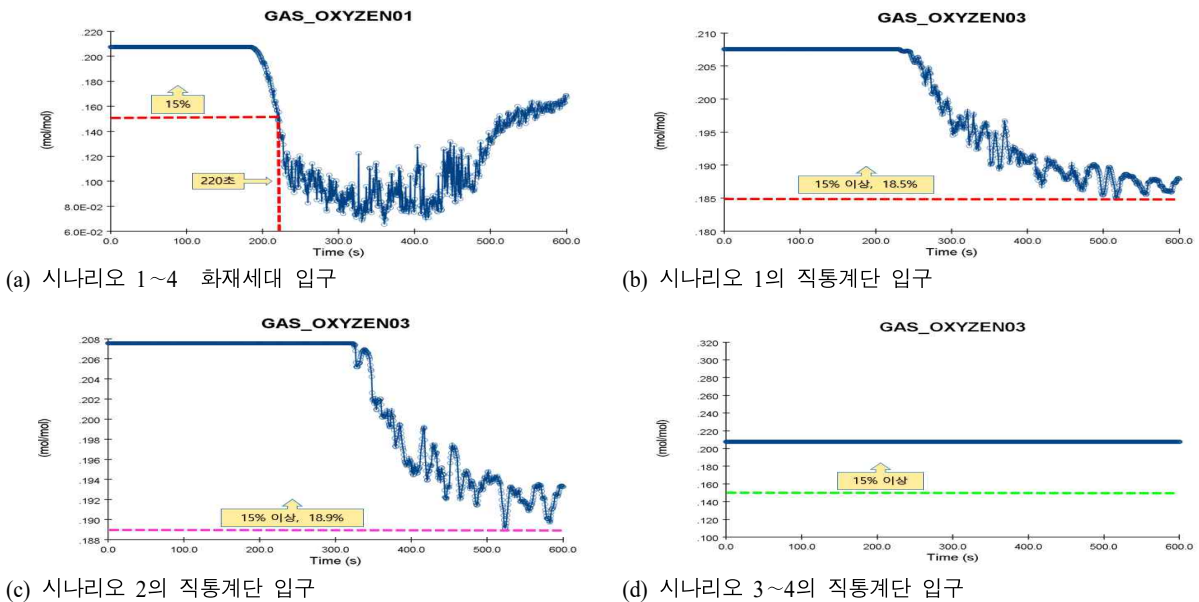 GAS_OXYZEN01
.220
.200
.180
.160
.140
.120
.100
8.0E-02
6.0E-02
(mol/mol)
15%
220초
0.0 100.0 200.0 300.0 400.0 500.0 600.0
Time (s)
(a) 시나리오 1~4 화재세대 입구
GAS_OXYZEN03
.210
.205
.200
.195
.190
.185
.180
(mol/mol)
15% 이상, 18.5%
0.0 100.0 200.0 300.0 400.0 500.0 600.0
Time (s)
(b) 시나리오 1의 직통계단 입구
GAS_OXYZEN03
.208
.206
.204
.202
.200
.198
.196
.194
.192
.190
.188
(mol/mol)
15% 이상, 18.9%
0.0 100.0 200.0 300.0 400.0 500.0 600.0
Time (s)
(c) 시나리오 2의 직통계단 입구
GAS_OXYZEN03
.320
.300
.280
.260
.240
.220
.200
.180
.160
.140
.120
.100
(mol/mol)
15% 이상
0.0 100.0 200.0 300.0 400.0 500.0 600.0
Time (s)
(d) 시나리오 3~4의 직통계단 입구